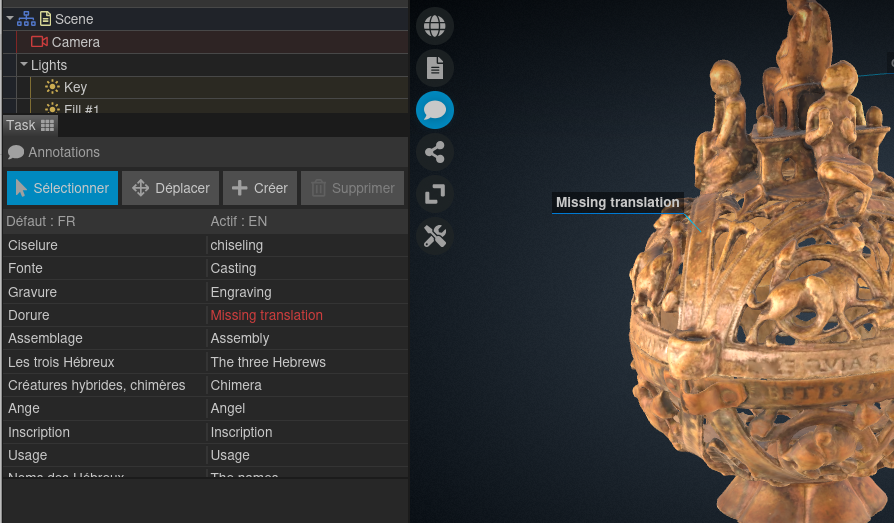 Scene
Camera
Lights
Key
Fill #1
Task
Annotations
Sélectionner Déplacer Créer Supprimer
Défaut : FR Actif : EN
Ciselure chiseling
Fonte Casting
Gravure Engraving
Dorure Missing translation
Assemblage Assembly
Les trois Hébreux The three Hebrews
Créatures hybrides, chimères Chimera
Ange Angel
Inscription Inscription
Usage Usage
Noms des Hébreux The names
Missing translation